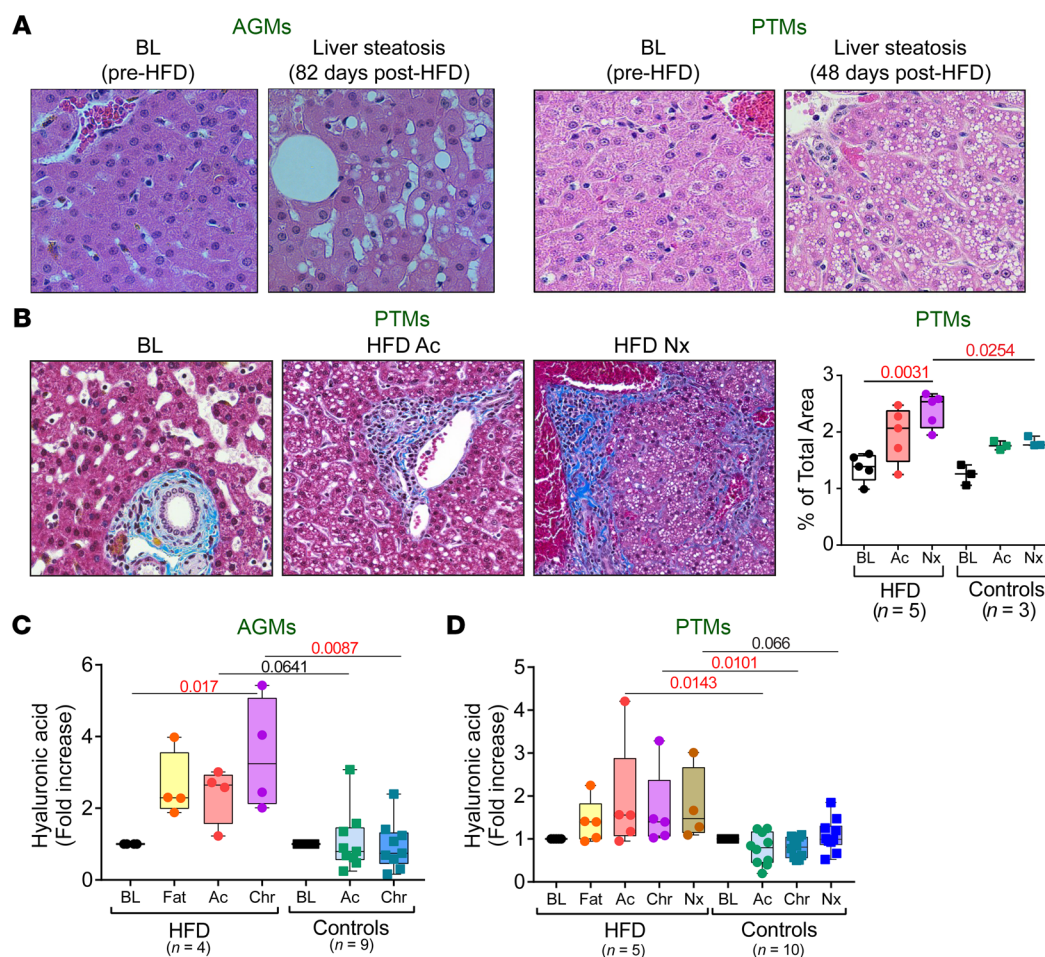 A
AGMs
PTMs
BL
(pre-HFD)
Liver steatosis
(82 days post-HFD)
BL
(pre-HFD)
Liver steatosis
(48 days post-HFD)
B
PTMs
BL
HFD Ac
HFD Nx
PTMs
0.0254
0.0031
% of Total Area
3
2
1
0
BL Ac Nx BL Ac Nx
HFD Controls
(n = 5) (n = 3)
C
AGMs
0.0087
0.0641
0.017
Hyaluronic acid
(Fold increase)
6
4
2
0
BL Fat Ac Chr BL Ac Chr
HFD Controls
(n = 4) (n = 9)
D
PTMs
0.066
0.0101
0.0143
Hyaluronic acid
(Fold increase)
5
4
3
2
1
0
BL Fat Ac Chr Nx BL Ac Chr Nx
HFD Controls
(n = 5) (n = 10)